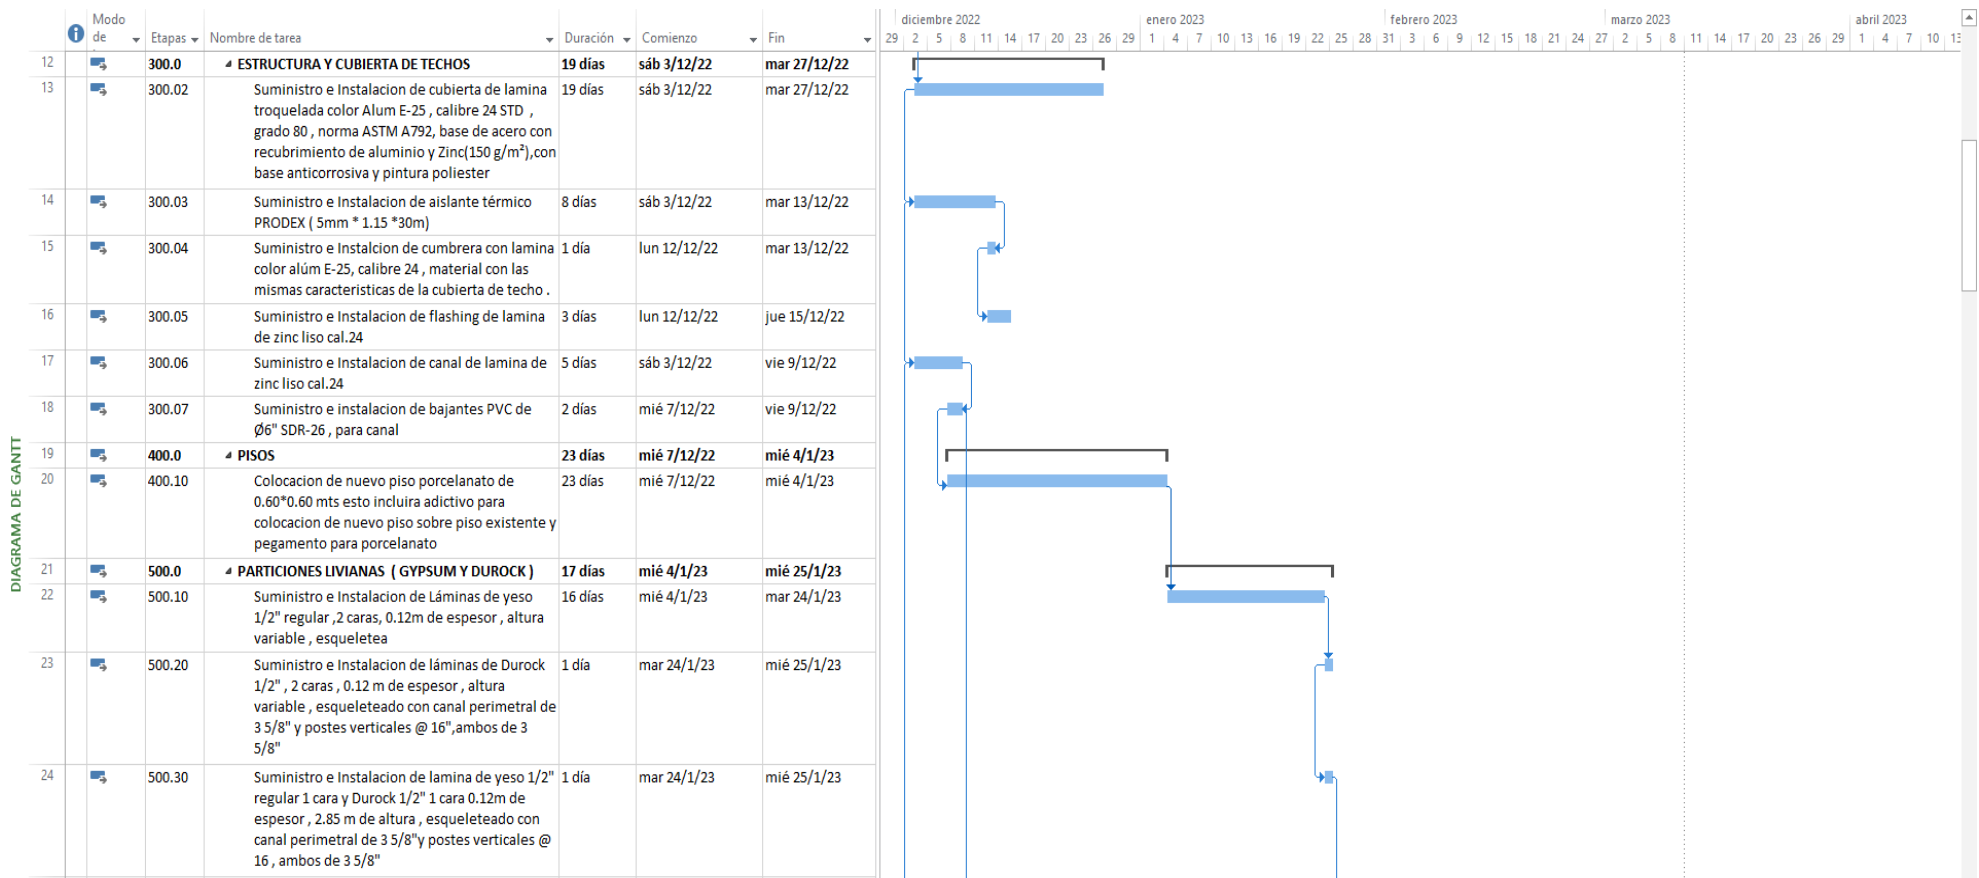 DIAGRAMA DE GANTT
Modo de
Etapas
Nombre de tarea
Duración
Comienzo
Fin
diciembre 2022
enero 2023
febrero 2023
marzo 2023
abril 2023
29 2 5 8 11 14 17 20 23 26 29 1 4 7 10 13 16 19 22 25 28 31 3 6 9 12 15 18 21 24 27 2 5 8 11 14 17 20 23 26 29 1 4 7 10 13
12 300.0 ESTRUCTURA Y CUBIERTA DE TECHOS 19 días sáb 3/12/22 mar 27/12/22
13 300.02 Suministro e Instalacion de cubierta de lamina 19 días sáb 3/12/22 mar 27/12/22
troquelada color Alum E-25 , calibre 24 STD ,
grado 80 , norma ASTM A792, base de acero con
recubrimiento de aluminio y Zinc(150 g/m²),con
base anticorrosiva y pintura poliester
14 300.03 Suministro e Instalacion de aislante térmico 8 días sáb 3/12/22 mar 13/12/22
PRODEX ( 5mm * 1.15 *30m)
15 300.04 Suministro e Instalcion de cumbrera con lamina 1 día lun 12/12/22 mar 13/12/22
color alúm E-25, calibre 24 , material con las
mismas caracteristicas de la cubierta de techo .
16 300.05 Suministro e Instalacion de flashing de lamina 3 días lun 12/12/22 jue 15/12/22
de zinc liso cal.24
17 300.06 Suministro e Instalacion de canal de lamina de 5 días sáb 3/12/22 vie 9/12/22
zinc liso cal.24
18 300.07 Suministro e instalacion de bajantes PVC de 2 días mié 7/12/22 vie 9/12/22
Ø6" SDR-26 , para canal
19 400.0 PISOS 23 días mié 7/12/22 mié 4/1/23
20 400.10 Colocacion de nuevo piso porcelanato de 23 días mié 7/12/22 mié 4/1/23
0.60*0.60 mts esto incluira adictivo para
colocacion de nuevo piso sobre piso existente y
pegamento para porcelanato
21 500.0 PARTICIONES LIVIANAS ( GYPSUM Y DUROCK ) 17 días mié 4/1/23 mié 25/1/23
22 500.10 Suministro e Instalacion de Láminas de yeso 16 días mié 4/1/23 mar 24/1/23
1/2" regular ,2 caras, 0.12m de espesor , altura
variable , esqueletea
23 500.20 Suministro e Instalacion de láminas de Durock 1 día mar 24/1/23 mié 25/1/23
1/2" , 2 caras , 0.12 m de espesor , altura
variable , esqueleteado con canal perimetral de
3 5/8" y postes verticales @ 16",ambos de 3
5/8"
24 500.30 Suministro e Instalacion de lamina de yeso 1/2" 1 día mar 24/1/23 mié 25/1/23
regular 1 cara y Durock 1/2" 1 cara 0.12m de
espesor , 2.85 m de altura , esqueleteado con
canal perimetral de 3 5/8"y postes verticales @
16 , ambos de 3 5/8"